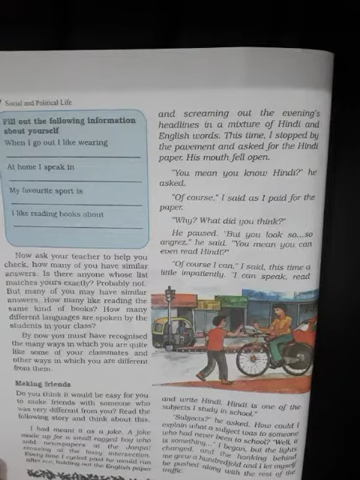 Social and Political Life
Fill out the following information
about yourself
When I go out I like wearing
At home I speak in
My favourite sport is
I like reading books about
Now ask your teacher to help you
check, how many of you have similar
answers. Is there anyone whose list
matches yours exactly? Probably not.
But many of you may have similar
answers. How many like reading the
same kind of books? How many
different languages are spoken by the
students in your class?
By now you must have recognised
the many ways in which you are quite
like some of your classmates and
other ways in which you are different
from them.
Making friends
Do you think it would be easy for you
to make friends with someone who
was very different from you? Read the
following story and think about this.
I had meant it as a joke. A joke
made up for a small ragged boy who
sold newspapers at the Janpath
crossing at the busy intersection.
Every time I cycled past he would run
after me, holding out the English paper
and screaming out the evening's
headlines in a mixture of Hindi and
English words. This time, I stopped by
the pavement and asked for the Hindi
paper. His mouth fell open.
"You mean you know Hindi?" he
asked.
"Of course," I said as I paid for the
paper.
"Why? What did you think?"
He paused. "But you look so...so
angrez," he said. "You mean you can
even read Hindi?"
"Of course I can," I said, this time a
little impatiently. "I can speak, read
and write Hindi. Hindi is one of the
subjects I study in school."
"Subjects?" he asked. How could I
explain what a subject was to someone
who had never been to school? "Well, it
is something..." I began, but the lights
changed, and the honking behind
me grew a hundredfold and I let myself
be pushed along with the rest of the
traffic.